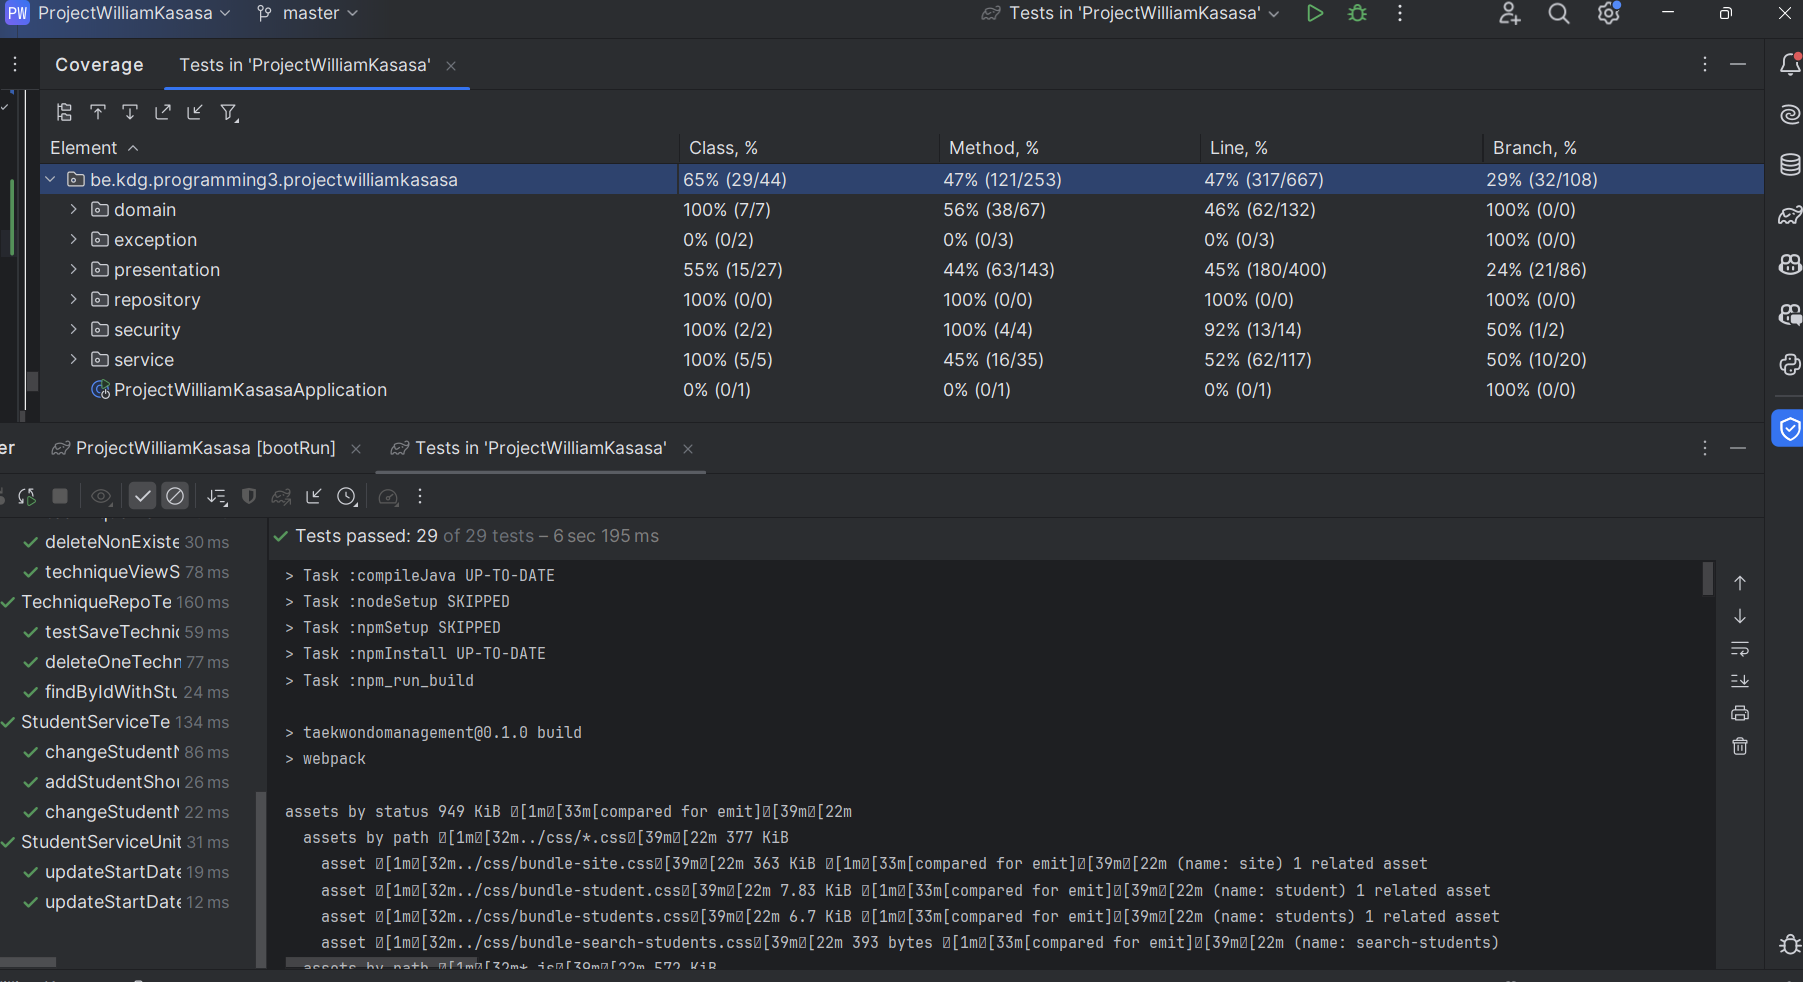 PW ProjectWilliamKasasa master Tests in 'ProjectWilliamKasasa'
Coverage Tests in 'ProjectWilliamKasasa'
Element Class, % Method, % Line, % Branch, %
be.kdg.programming3.projectwilliamkasasa 65% (29/44) 47% (121/253) 47% (317/667) 29% (32/108)
domain 100% (7/7) 56% (38/67) 46% (62/132) 100% (0/0)
exception 0% (0/2) 0% (0/3) 0% (0/3) 100% (0/0)
presentation 55% (15/27) 44% (63/143) 45% (180/400) 24% (21/86)
repository 100% (0/0) 100% (0/0) 100% (0/0) 100% (0/0)
security 100% (2/2) 100% (4/4) 92% (13/14) 50% (1/2)
service 100% (5/5) 45% (16/35) 52% (62/117) 50% (10/20)
ProjectWilliamKasasaApplication 0% (0/1) 0% (0/1) 0% (0/1) 100% (0/0)
er ProjectWilliamKasasa [bootRun] Tests in 'ProjectWilliamKasasa'
Tests passed: 29 of 29 tests – 6 sec 195 ms
deleteNonExiste 30 ms
techniqueViewS 78 ms
TechniqueRepoTe 160 ms
testSaveTechnic 59 ms
deleteOneTechn 77 ms
findByIdWithStu 24 ms
StudentServiceTe 134 ms
changeStudentN 86 ms
addStudentShou 26 ms
changeStudentN 22 ms
StudentServiceUnit 31 ms
updateStartDate 19 ms
updateStartDate 12 ms
> Task :compileJava UP-TO-DATE
> Task :nodeSetup SKIPPED
> Task :npmSetup SKIPPED
> Task :npmInstall UP-TO-DATE
> Task :npm_run_build
> taekwondomanagement@0.1.0 build
> webpack
assets by status 949 KiB [1m[33m[compared for emit][39m[22m
assets by path [1m[32m../css/*.css[39m[22m 377 KiB
asset [1m[32m../css/bundle-site.css[39m[22m 363 KiB [1m[33m[compared for emit][39m[22m (name: site) 1 related asset
asset [1m[32m../css/bundle-student.css[39m[22m 7.83 KiB [1m[33m[compared for emit][39m[22m (name: student) 1 related asset
asset [1m[32m../css/bundle-students.css[39m[22m 6.7 KiB [1m[33m[compared for emit][39m[22m (name: students) 1 related asset
asset [1m[32m../css/bundle-search-students.css[39m[22m 393 bytes [1m[33m[compared for emit][39m[22m (name: search-students)
assets by path [1m[32m*.js[39m[22m 572 KiB